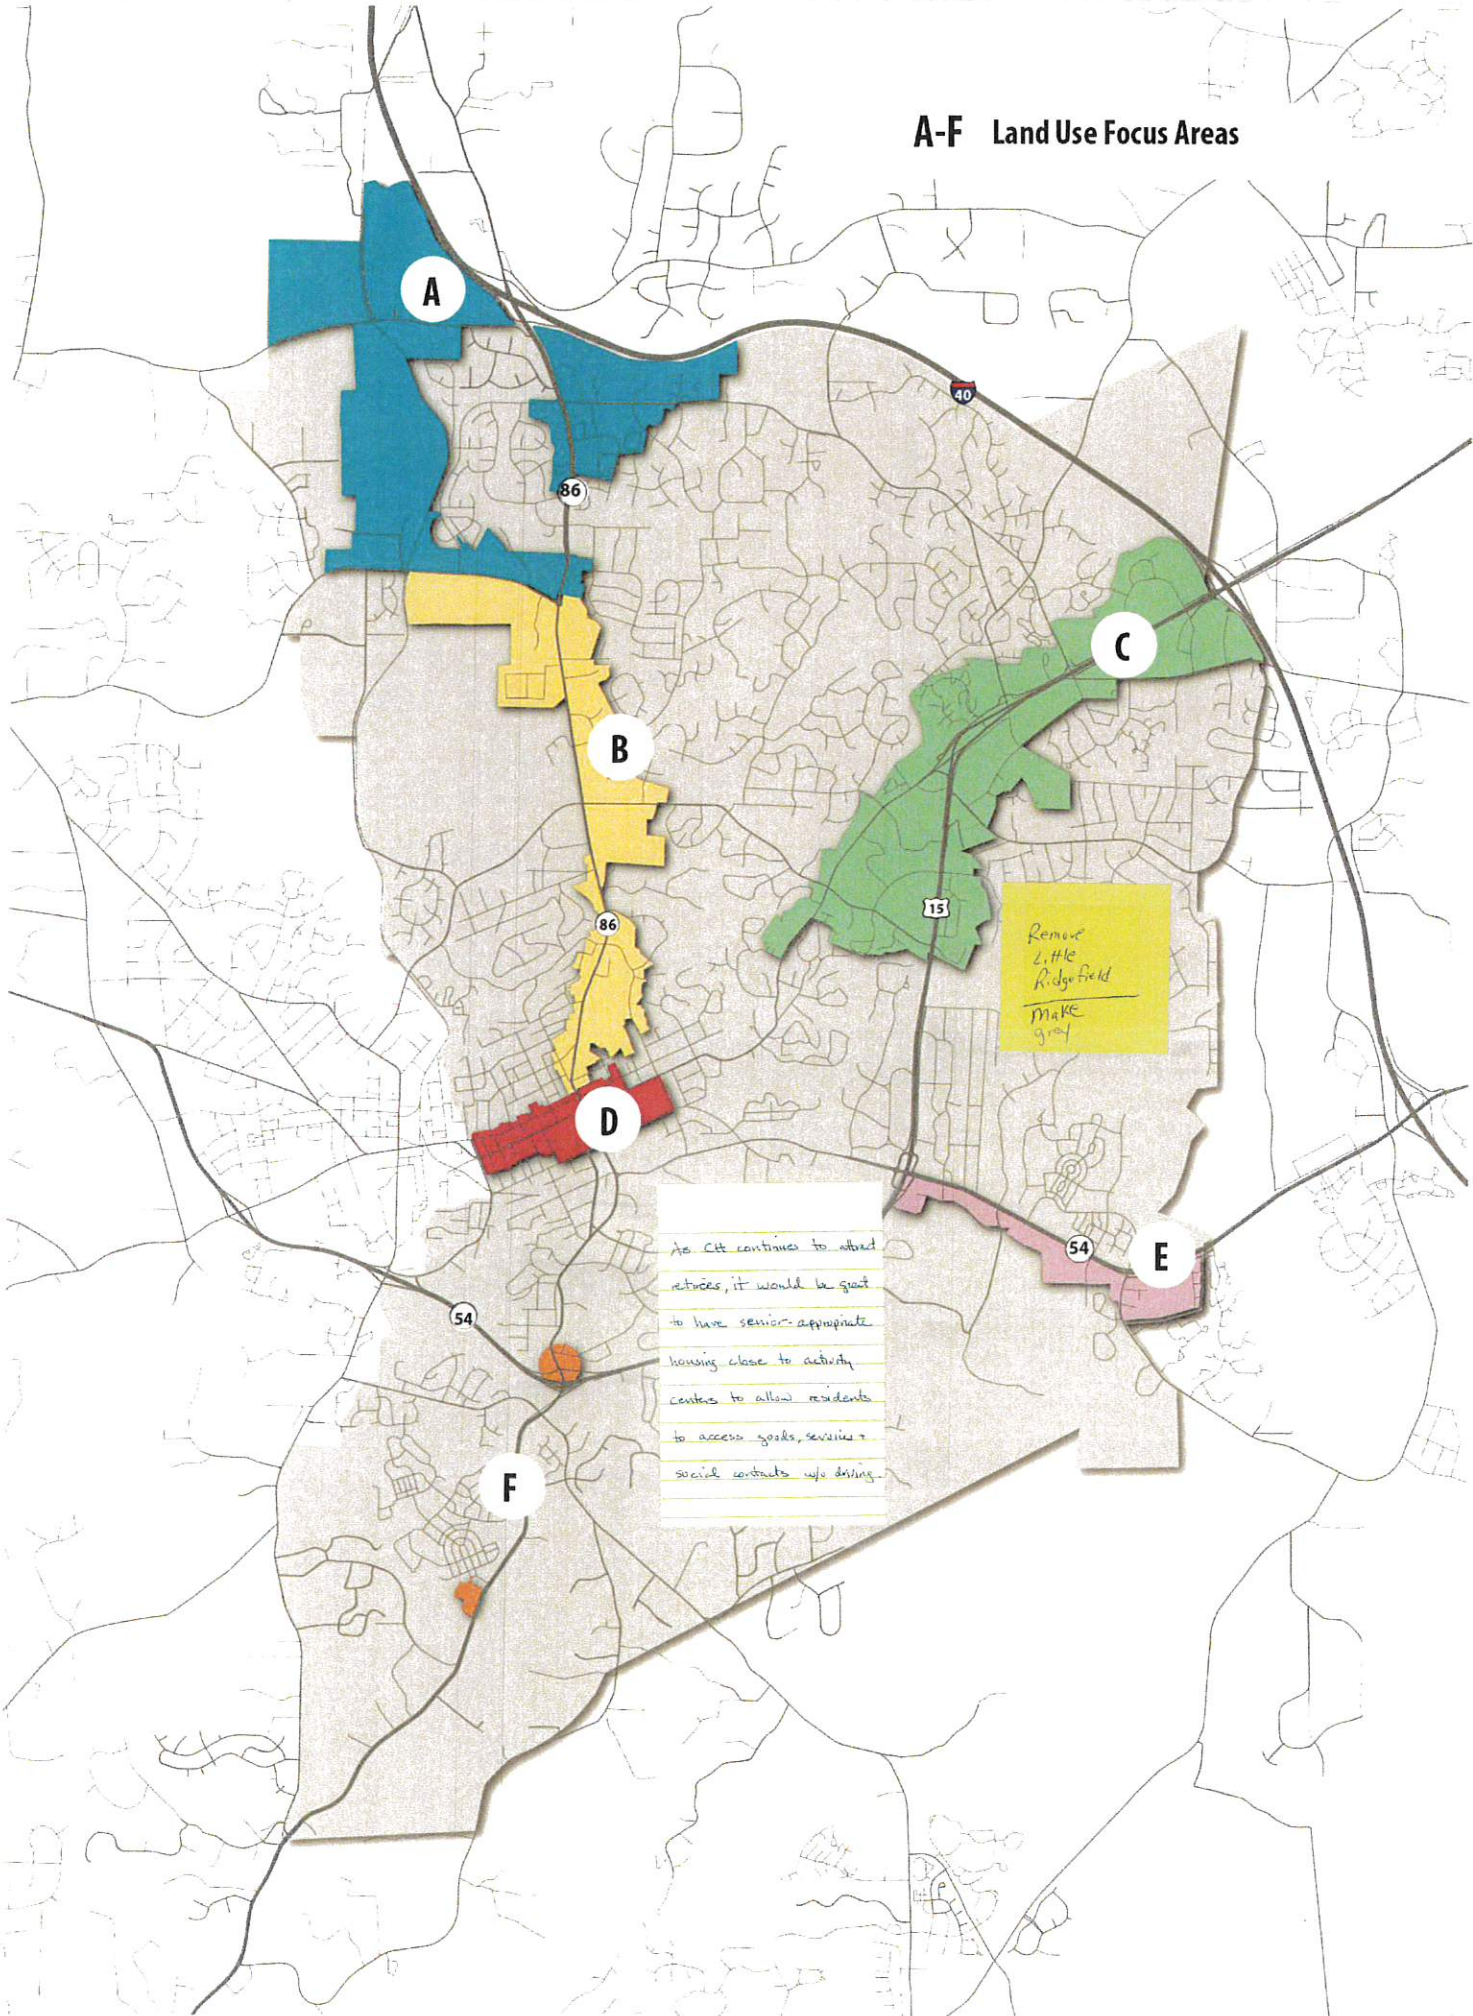 A-F Land Use Focus Areas
A
40
86
C
B
15
86
Remove
Little
Ridgefield
Make
gray
D
As CH continues to attract
retirees, it would be great
to have senior-appropriate
housing close to activity
centers to allow residents
to access goods, services +
social contacts w/o driving.
54
E
54
F